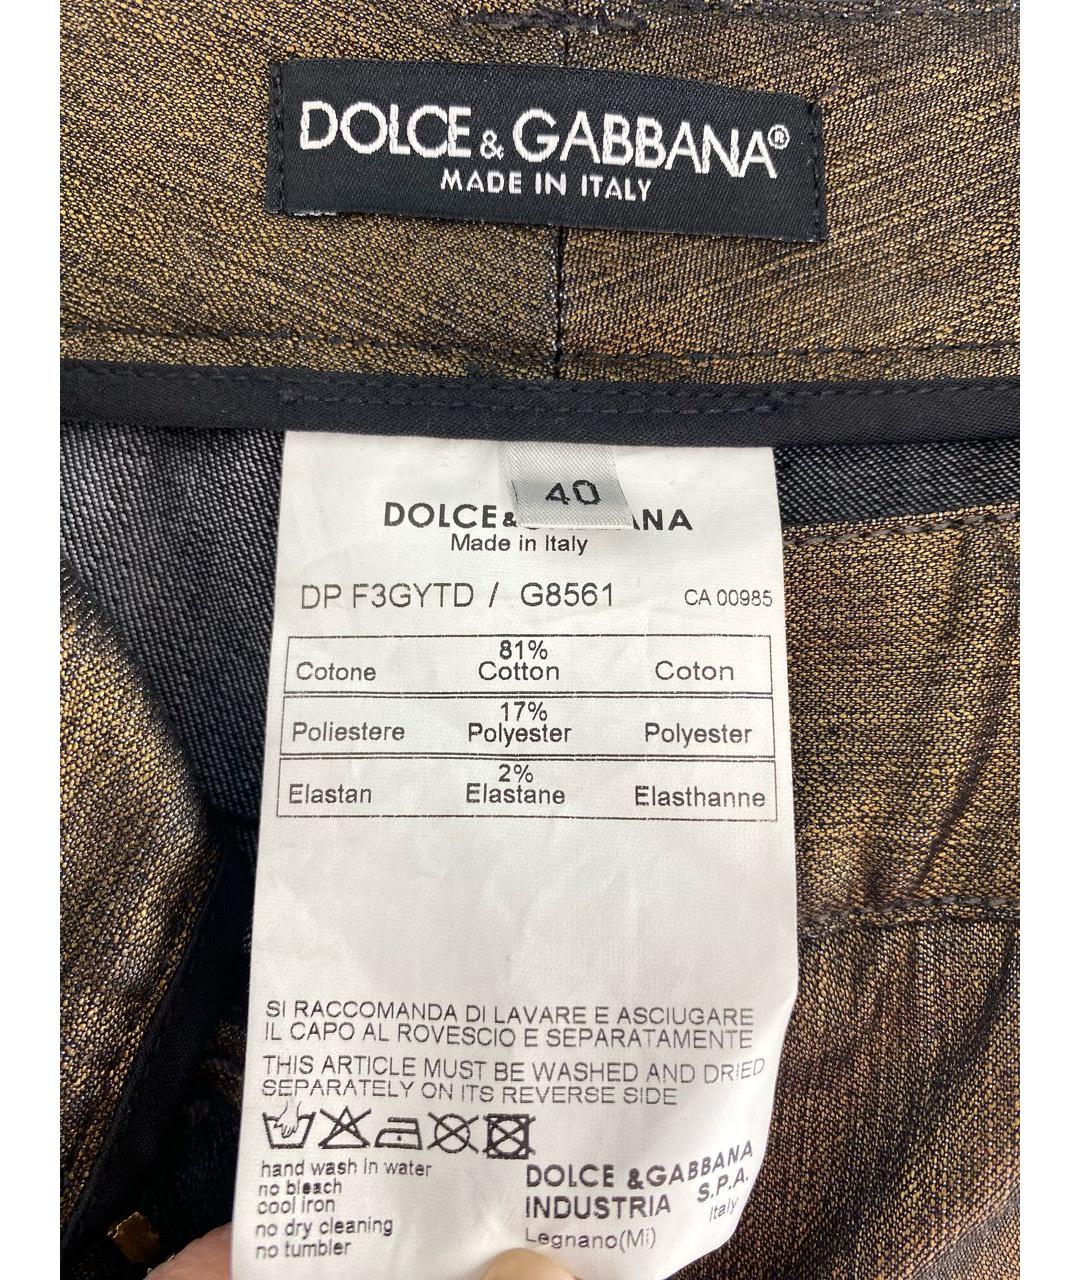 DOLCE & GABBANA®
MADE IN ITALY
40
DOLCE &
Made in Italy
DP F3GYTD / G8561 CA 00985
81%
Cotone Cotton Coton
17%
Poliestere Polyester Polyester
2%
Elastan Elastane Elasthanne
SI RACCOMANDA DI LAVARE E ASCIUGARE
IL CAPO AL ROVESCIO E SEPARATAMENTE
THIS ARTICLE MUST BE WASHED AND DRIED
SEPARATELY ON ITS REVERSE SIDE
hand wash in water
no bleach
cool iron
no dry cleaning
no tumbler
DOLCE & GABBANA
INDUSTRIA S.P.A.
Legnano(Mi) Italy